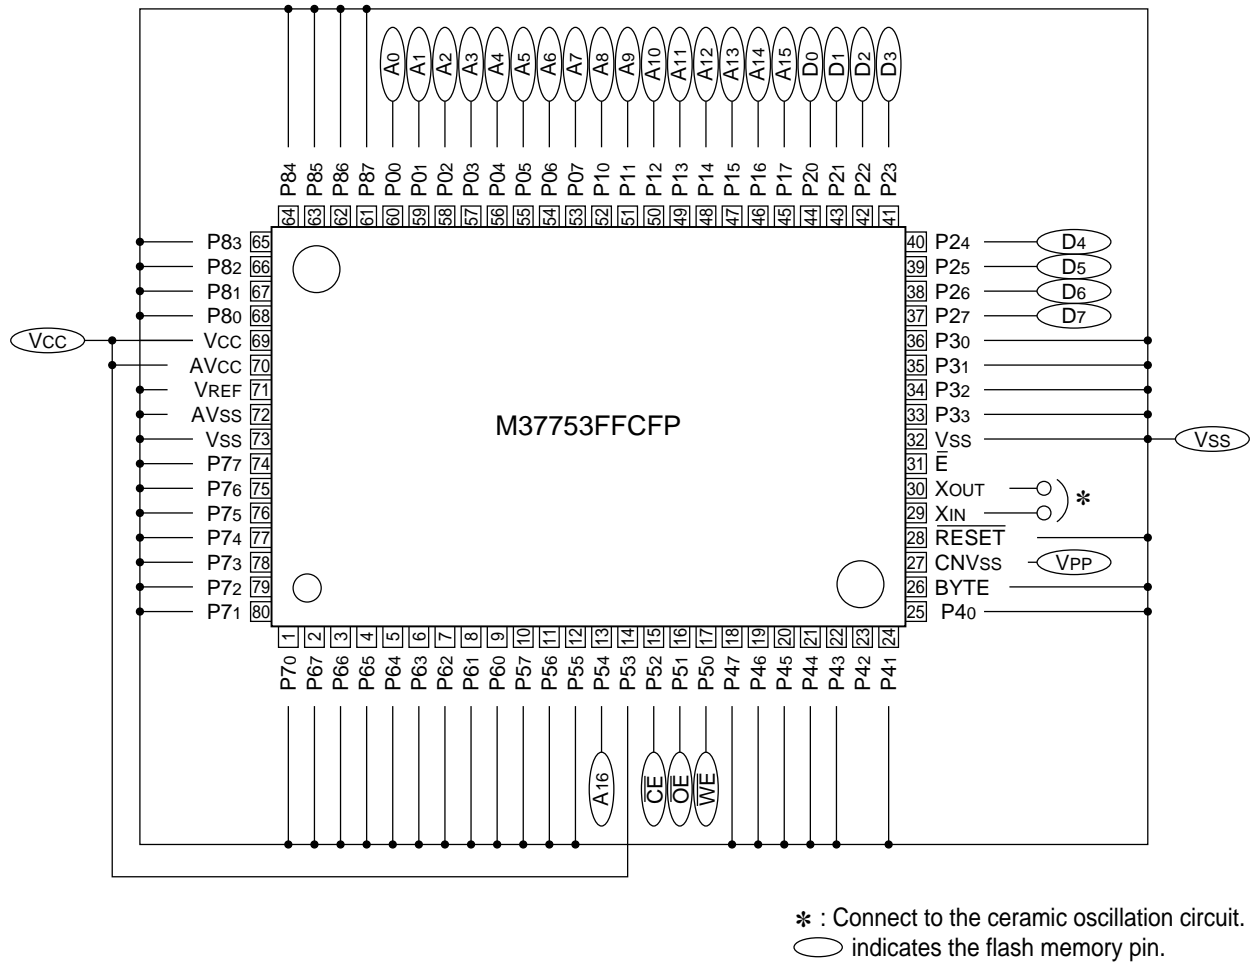 A0 A1 A2 A3 A4 A5 A6 A7 A8 A9 A10 A11 A12 A13 A14 A15 D0 D1 D2 D3
P84 P85 P86 P87 P00 P01 P02 P03 P04 P05 P06 P07 P10 P11 P12 P13 P14 P15 P16 P17 P20 P21 P22 P23
64 63 62 61 60 59 58 57 56 55 54 53 52 51 50 49 48 47 46 45 44 43 42 41
P83 65 40 P24 D4
P82 66 39 P25 D5
P81 67 38 P26 D6
P80 68 37 P27 D7
VCC VCC 69 36 P30
AVCC 70 35 P31
VREF 71 34 P32
AVSS 72 33 P33
M37753FFCFP
VSS 73 32 VSS VSS
P77 74 31 E̅
P76 75 30 XOUT
P75 76 29 XIN
✻
P74 77 28 R̅E̅S̅E̅T̅
P73 78 27 CNVSS VPP
P72 79 26 BYTE
P71 80 25 P40
1 2 3 4 5 6 7 8 9 10 11 12 13 14 15 16 17 18 19 20 21 22 23 24
P70 P67 P66 P65 P64 P63 P62 P61 P60 P57 P56 P55 P54 P53 P52 P51 P50 P47 P46 P45 P44 P43 P42 P41
A16 C̅E̅ O̅E̅ W̅E̅
✻ : Connect to the ceramic oscillation circuit.
indicates the flash memory pin.